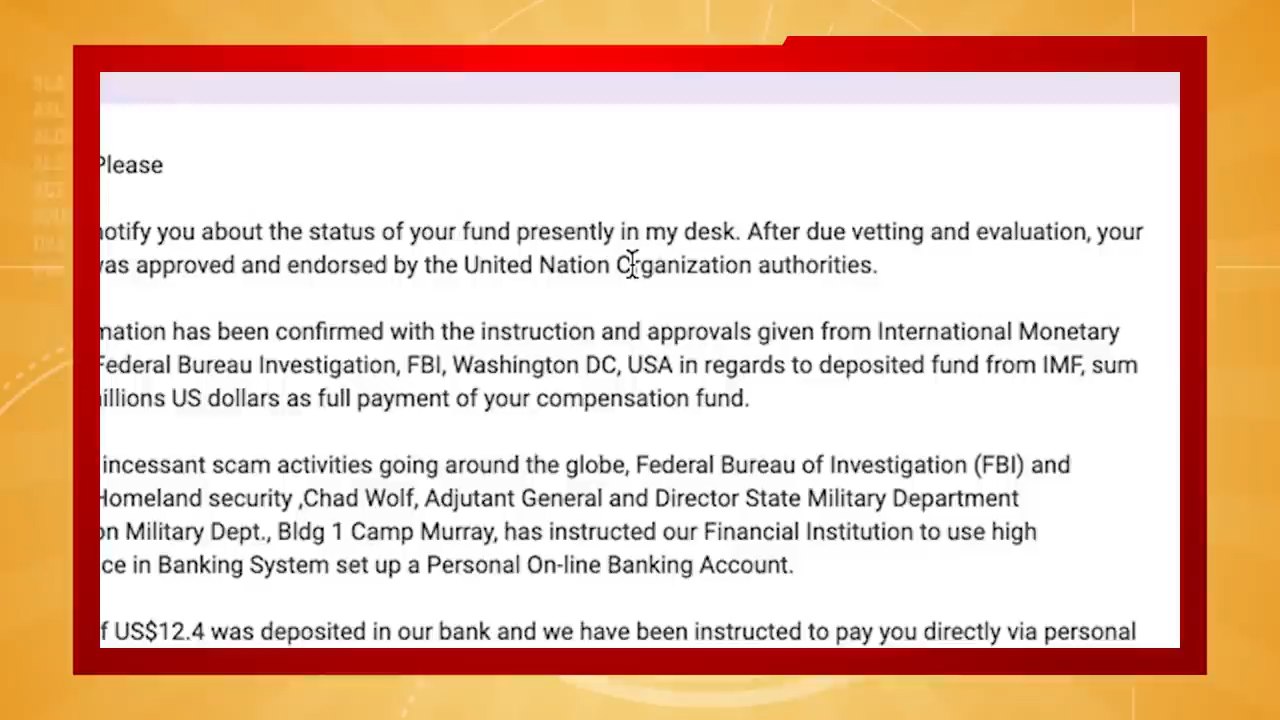 Please
notify you about the status of your fund presently in my desk. After due vetting and evaluation, your
was approved and endorsed by the United Nation Organization authorities.
mation has been confirmed with the instruction and approvals given from International Monetary
Federal Bureau Investigation, FBI, Washington DC, USA in regards to deposited fund from IMF, sum
illions US dollars as full payment of your compensation fund.
incessant scam activities going around the globe, Federal Bureau of Investigation (FBI) and
Homeland security ,Chad Wolf, Adjutant General and Director State Military Department
on Military Dept., Bldg 1 Camp Murray, has instructed our Financial Institution to use high
ce in Banking System set up a Personal On-line Banking Account.
f US$12.4 was deposited in our bank and we have been instructed to pay you directly via personal